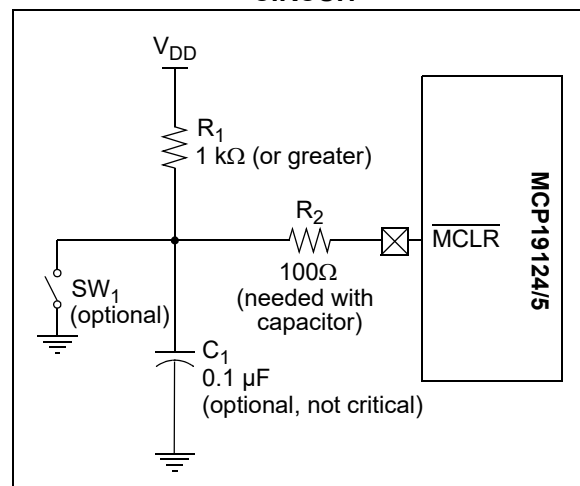 V_DD
R_1
1 kΩ (or greater)
R_2
100Ω
(needed with
capacitor)
SW_1
(optional)
C_1
0.1 µF
(optional, not critical)
MCLR
MCP19124/5